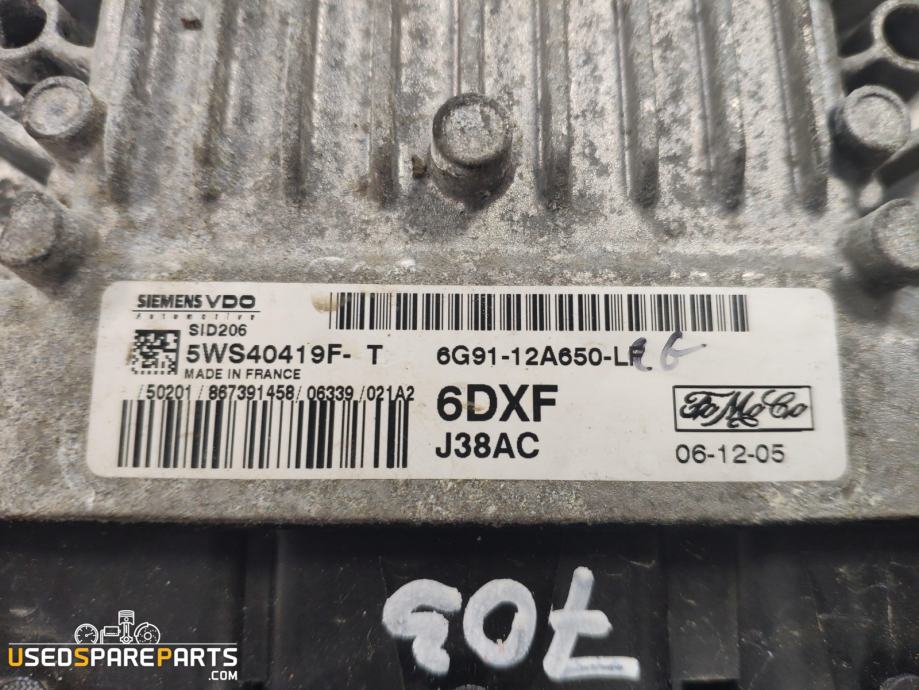 SIEMENS VDO
Automotive
SID206
5WS40419F- T
6G91-12A650-LF
MADE IN FRANCE
/50201/867391458/06339/021A2
6DXF
J38AC
FoMoCo
06-12-05
703
USEDSPAREPARTS